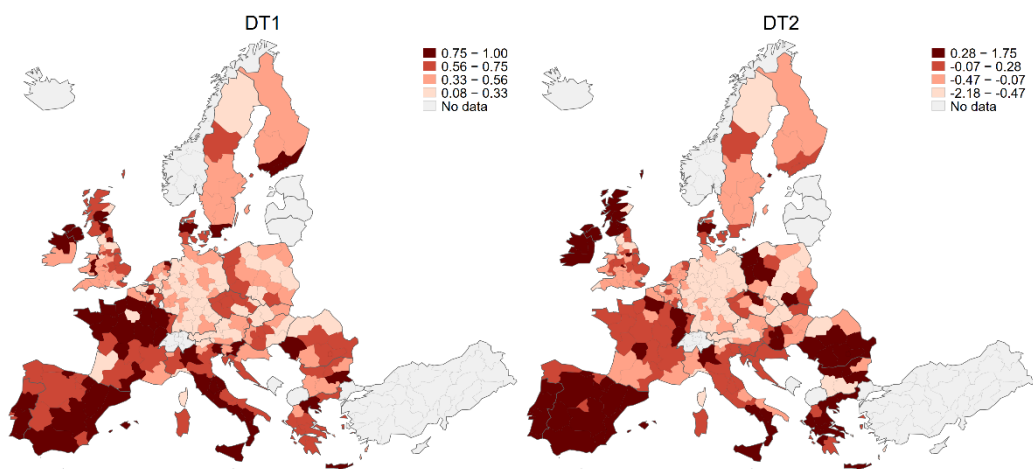 DT1
0.75 – 1.00
0.56 – 0.75
0.33 – 0.56
0.08 – 0.33
No data
DT2
0.28 – 1.75
-0.07 – 0.28
-0.47 – -0.07
-2.18 – -0.47
No data